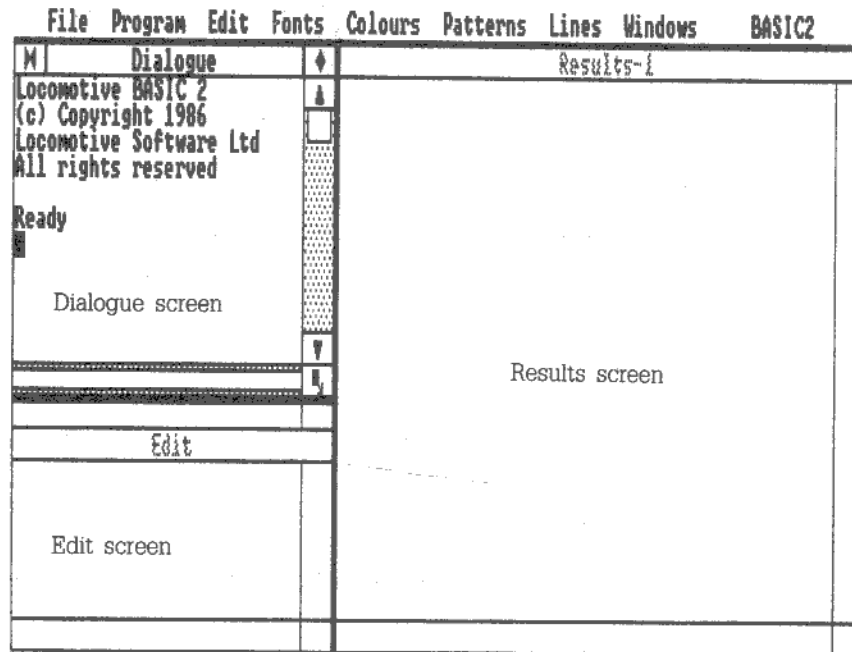 File Program Edit Fonts Colours Patterns Lines Windows BASIC2
Dialogue
Results-1
Locomotive BASIC 2
(c) Copyright 1986
Locomotive Software Ltd
All rights reserved
Ready
Dialogue screen
Results screen
Edit
Edit screen